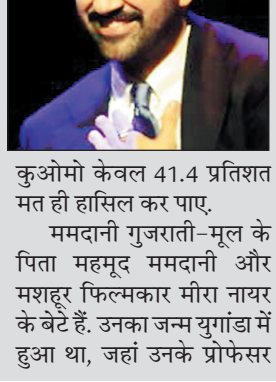 कुओमो केवल 41.4 प्रतिशत
मत ही हासिल कर पाए.
ममदानी गुजराती-मूल के
पिता महमूद ममदानी और
मशहूर फिल्मकार मीरा नायर
के बेटे हैं. उनका जन्म युगांडा में
हुआ था, जहां उनके प्रोफेसर